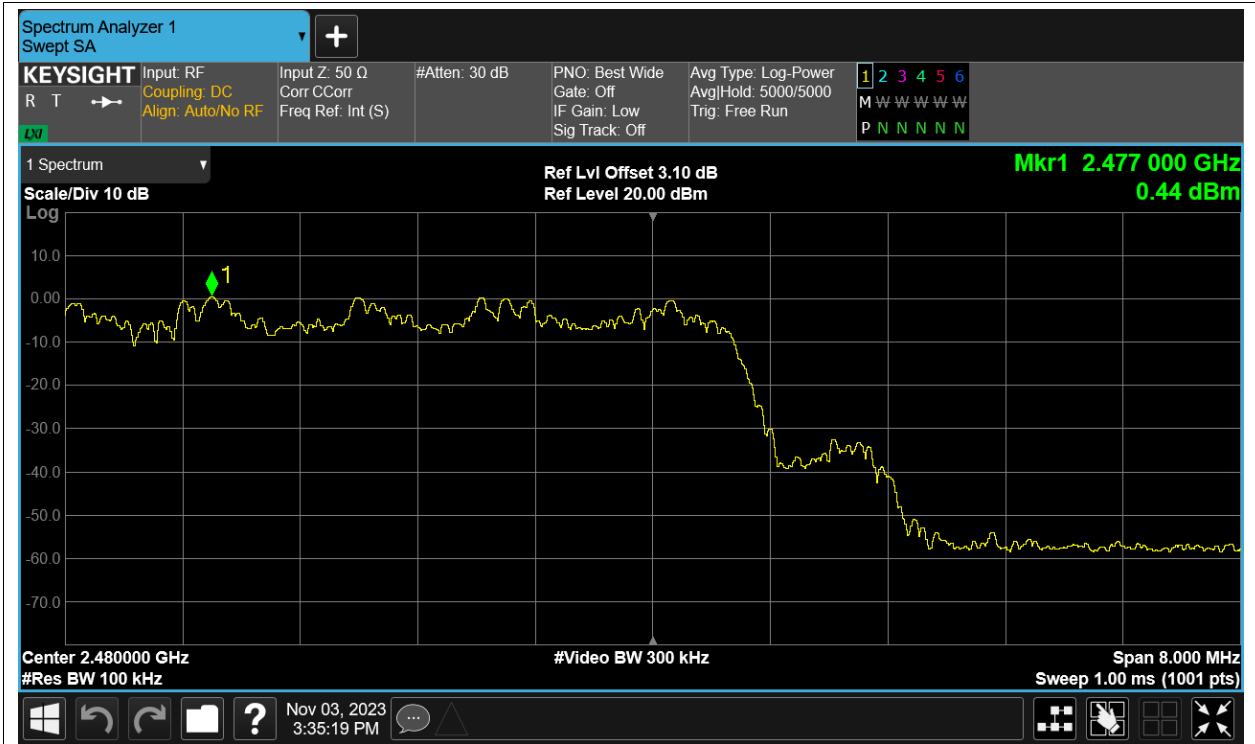 Spectrum Analyzer 1
Swept SA
KEYSIGHT
R T
LXI
Input: RF
Coupling: DC
Align: Auto/No RF
Input Z: 50 Ω
Corr CCorr
Freq Ref: Int (S)
#Atten: 30 dB
PNO: Best Wide
Gate: Off
IF Gain: Low
Sig Track: Off
Avg Type: Log-Power
Avg|Hold: 5000/5000
Trig: Free Run
1 2 3 4 5 6
M W W W W W
P N N N N N
1 Spectrum
Scale/Div 10 dB
Ref Lvl Offset 3.10 dB
Ref Level 20.00 dBm
Mkr1 2.477 000 GHz
0.44 dBm
Log
10.0
0.00
-10.0
-20.0
-30.0
-40.0
-50.0
-60.0
-70.0
1
Center 2.480000 GHz
#Res BW 100 kHz
#Video BW 300 kHz
Span 8.000 MHz
Sweep 1.00 ms (1001 pts)
?
Nov 03, 2023
3:35:19 PM